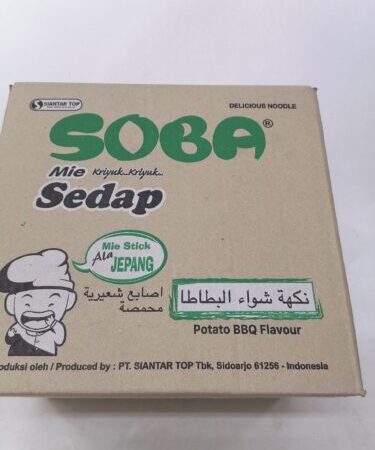 SIANTAR TOP
DELICIOUS NOODLE
SOBA®
Mie Kriyuk..Kriyuk..
Sedap
Mie Stick
Ala
JEPANG
اصابع شعيرية
محمصة
نكهة شواء البطاطا
Potato BBQ Flavour
oduksi oleh / Produced by : PT. SIANTAR TOP Tbk, Sidoarjo 61256 - Indonesia